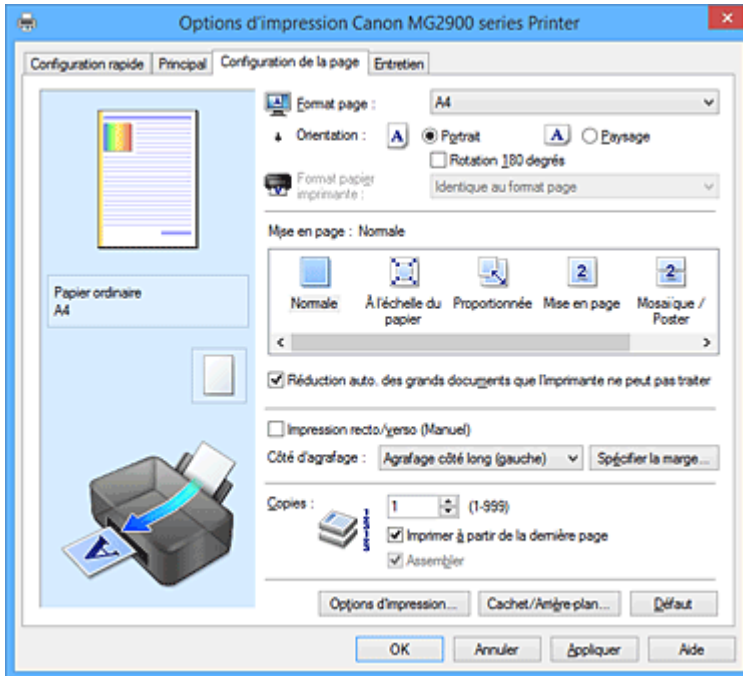 Options d'impression Canon MG2900 series Printer
Configuration rapide Principal Configuration de la page Entretien
Format page : A4
Orientation : A Portrait A Paysage
Rotation 180 degrés
Format papier imprimante : Identique au format page
Mise en page : Normale
2 2
Normale À l'échelle du papier Proportionnée Mise en page Mosaïque / Poster
Papier ordinaire
A4
Réduction auto. des grands documents que l'imprimante ne peut pas traiter
Impression recto/verso (Manuel)
Côté d'agrafage : Agrafage côté long (gauche) Spécifier la marge...
Copies : 1 (1-999)
Imprimer à partir de la dernière page
Assembler
A
Options d'impression... Cachet/Arrière-plan... Défaut
OK Annuler Appliquer Aide